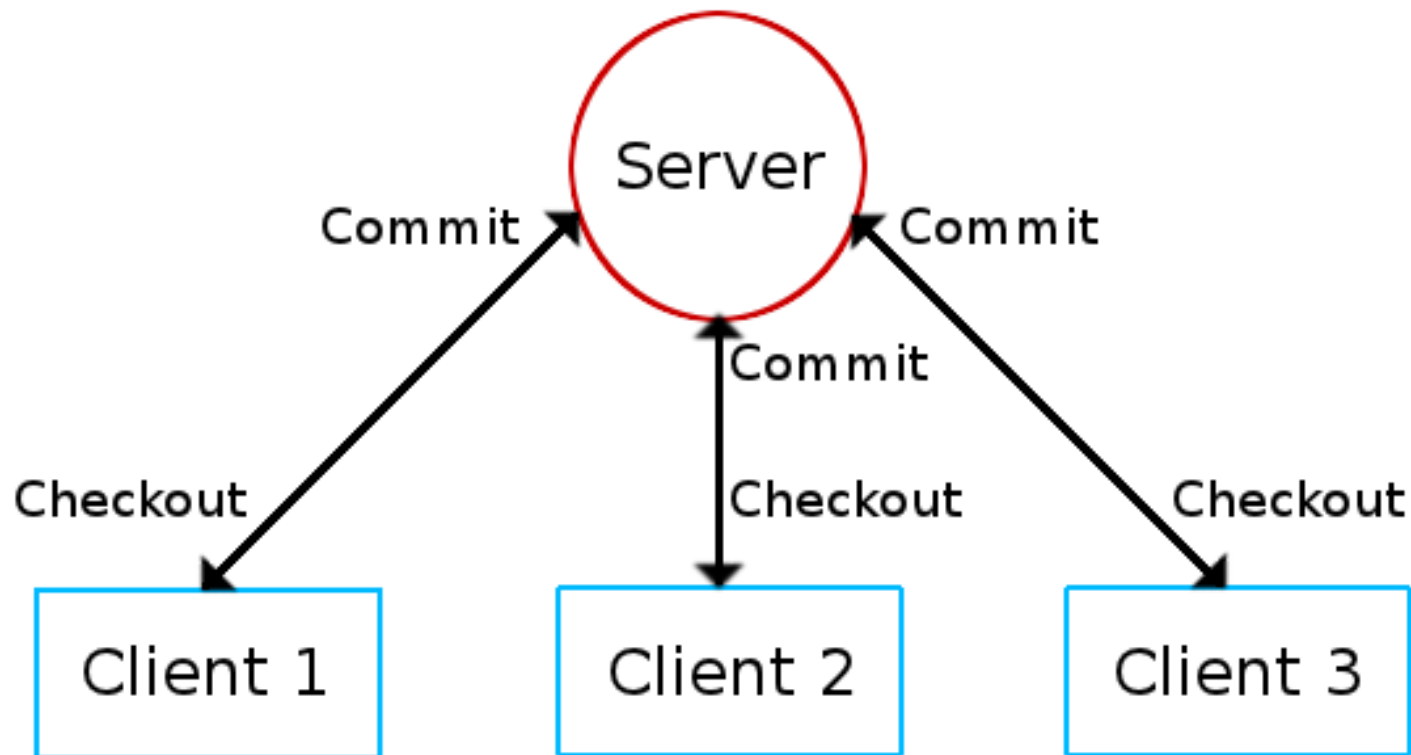 Server
Commit
Commit
Commit
Checkout
Checkout
Checkout
Client 1
Client 2
Client 3